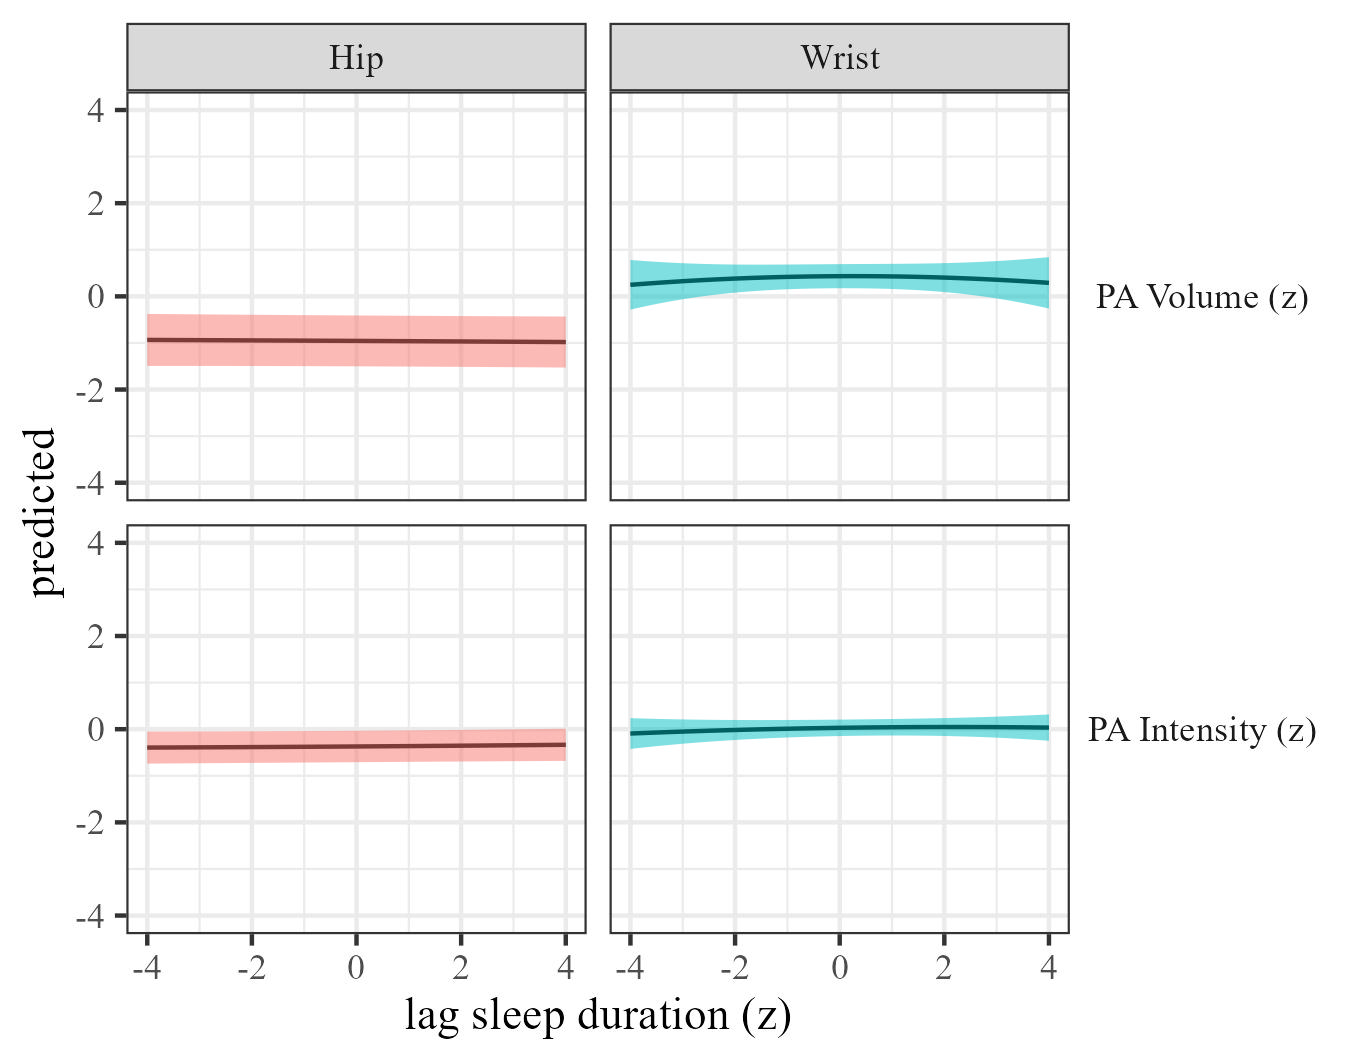 Hip
Wrist
4
2
0
-2
-4
PA Volume (z)
predicted
4
2
0
-2
-4
PA Intensity (z)
-4 -2 0 2 4
-4 -2 0 2 4
lag sleep duration (z)